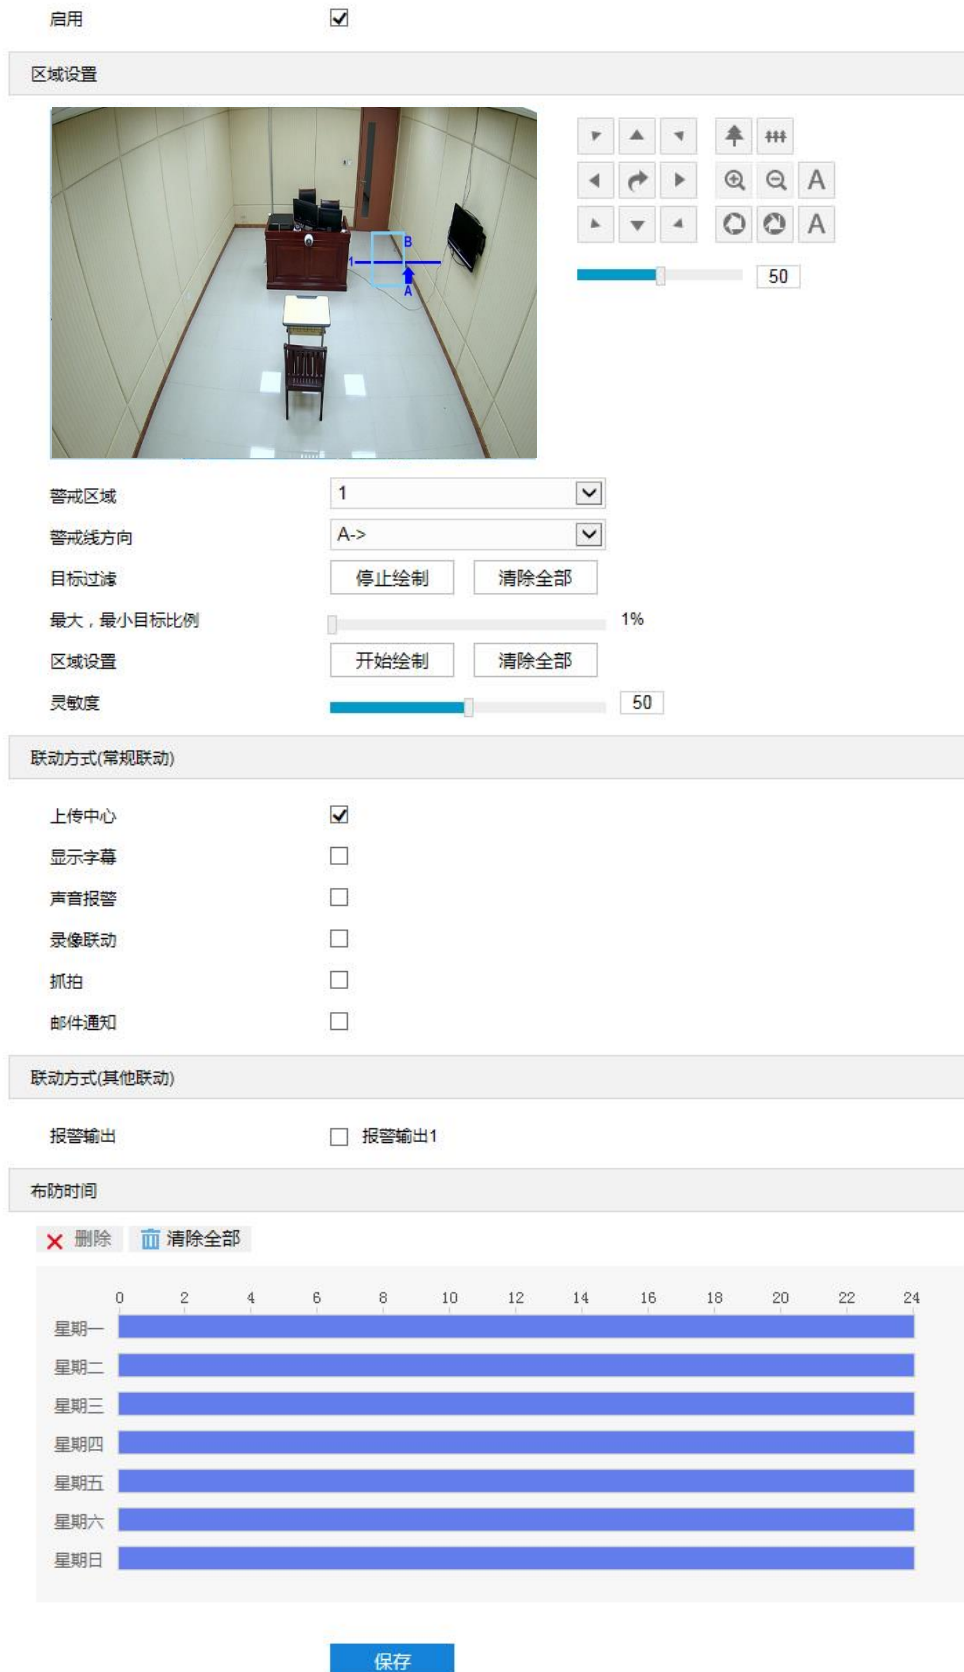 启用
区域设置
B
1
A
A
A
50
警戒区域 1
警戒线方向 A->
目标过滤 停止绘制 清除全部
最大，最小目标比例 1%
区域设置 开始绘制 清除全部
灵敏度 50
联动方式(常规联动)
上传中心
显示字幕
声音报警
录像联动
抓拍
邮件通知
联动方式(其他联动)
报警输出 报警输出1
布防时间
删除 清除全部
0 2 4 6 8 10 12 14 16 18 20 22 24
星期一
星期二
星期三
星期四
星期五
星期六
星期日
保存